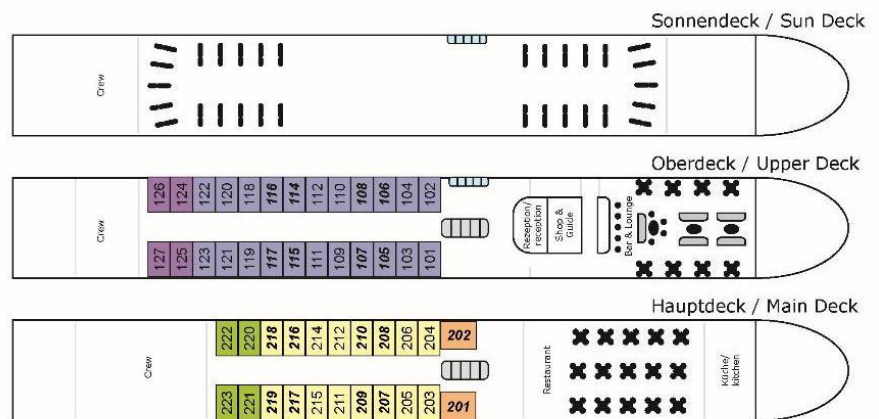 Sonnendeck / Sun Deck
Crew
Oberdeck / Upper Deck
126 124 122 120 118 116 114 112 110 108 106 104 102
Crew
Rezeption/
reception
Shop &
Guide
Bar & Lounge
127 125 123 121 119 117 115 111 109 107 105 103 101
Hauptdeck / Main Deck
222 220 218 216 214 212 210 208 206 204 202
Crew
Restaurant
Küche/
kitchen
223 221 219 217 215 211 209 207 205 203 201